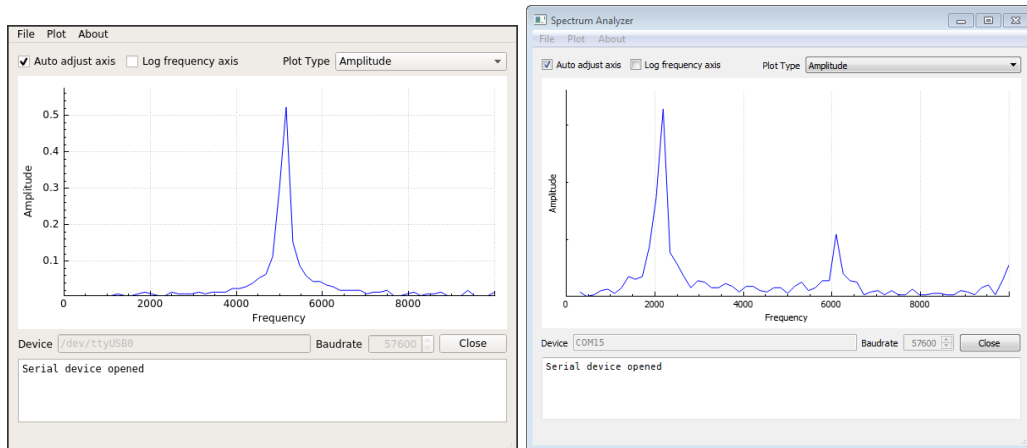 File Plot About
Auto adjust axis Log frequency axis Plot Type Amplitude
0.5
0.4
0.3
0.2
0.1
Amplitude
0 2000 4000 6000 8000
Frequency
Device /dev/ttyUSB0 Baudrate 57600 Close
Serial device opened
Spectrum Analyzer
File Plot About
Auto adjust axis Log frequency axis Plot Type Amplitude
Amplitude
2000 4000 6000 8000
Frequency
Device COM15 Baudrate 57600 Close
Serial device opened